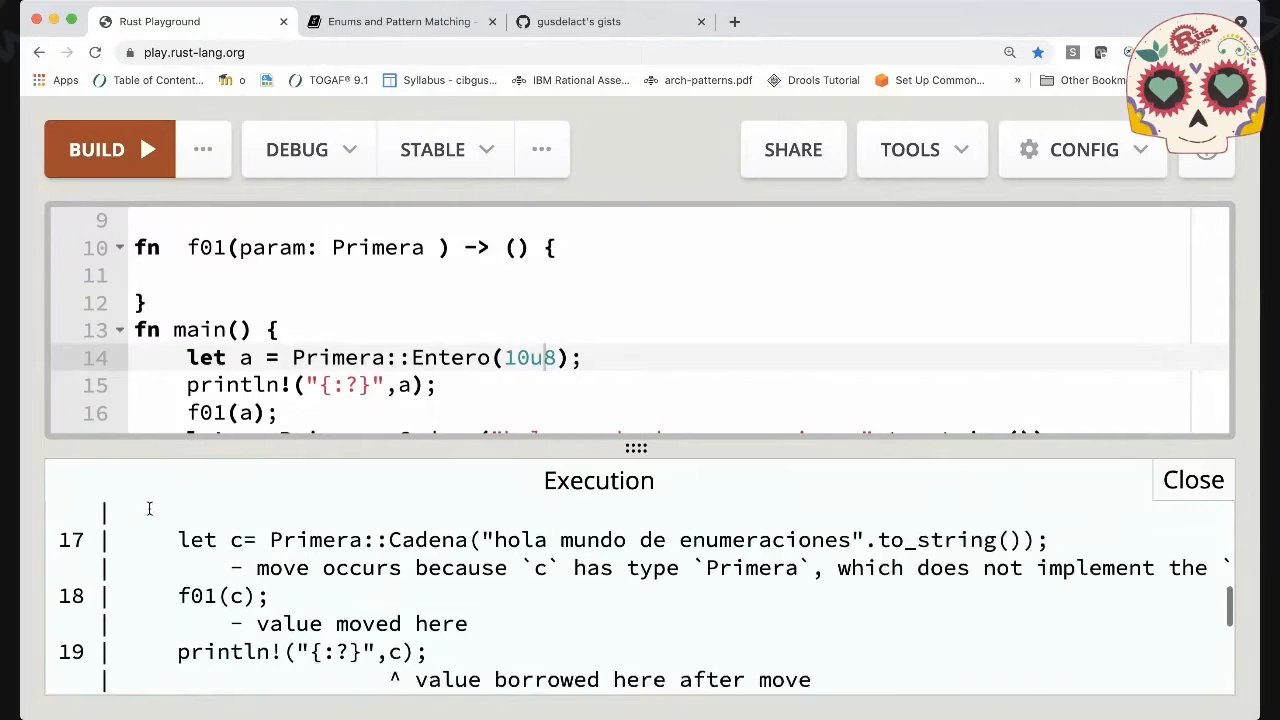 Rust Playground
Enums and Pattern Matching -
gusdelact's gists
play.rust-lang.org
S
Apps
Table of Content...
o
TOGAF® 9.1
Syllabus - cibgus...
IBM Rational Asse...
arch-patterns.pdf
Drools Tutorial
Set Up Common...
»
Other Bookm
Rust
BUILD
...
DEBUG
STABLE
...
SHARE
TOOLS
CONFIG
9
10 fn  f01(param: Primera ) -> () {
11
12 }
13 fn main() {
14     let a = Primera::Entero(10u8);
15     println!("{:?}",a);
16     f01(a);
Execution
Close
|
17 |     let c= Primera::Cadena("hola mundo de enumeraciones".to_string());
|         - move occurs because `c` has type `Primera`, which does not implement the `
18 |     f01(c);
|         - value moved here
19 |     println!("{:?}",c);
|                     ^ value borrowed here after move